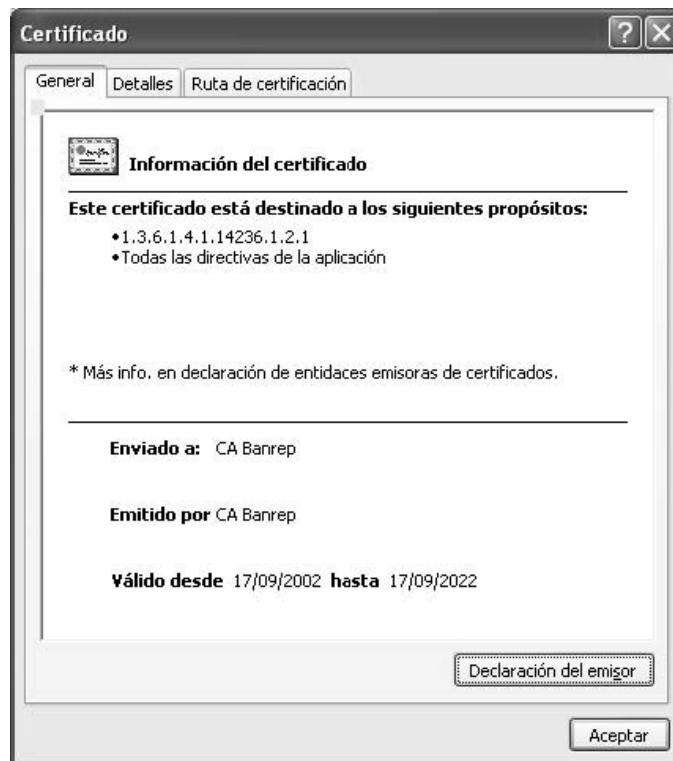 Certificado
General Detalles Ruta de certificación
Información del certificado
Este certificado está destinado a los siguientes propósitos:
•1.3.6.1.4.1.14236.1.2.1
•Todas las directivas de la aplicación
* Más info. en declaración de entidaces emisoras de certificados.
Enviado a: CA Banrep
Emitido por CA Banrep
Válido desde 17/09/2002 hasta 17/09/2022
Declaración del emisor
Aceptar